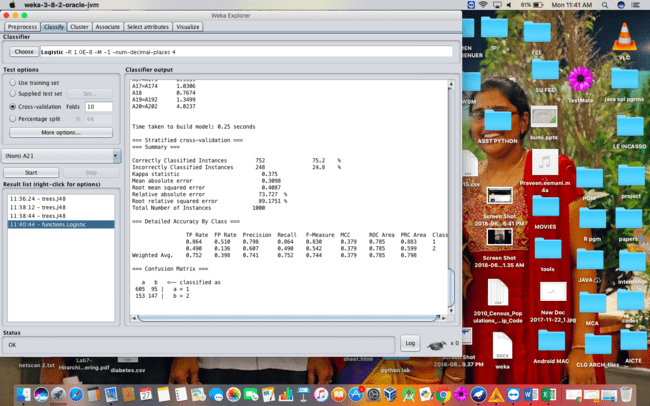 weka-3-8-2-oracle-jvm
61%
Mon 11:41 AM
Weka Explorer
Preprocess Classify Cluster Associate Select attributes Visualize
Classifier
Choose Logistic -R 1.0E-8 -M -1 -num-decimal-places 4
Test options
Use training set
Supplied test set Set...
Cross-validation Folds 10
Percentage split % 66
More options...
(Nom) A21
Start Stop
Result list (right-click for options)
11:36:24 - trees.J48
11:38:12 - trees.J48
11:38:44 - trees.J48
11:40:44 - functions.Logistic
Classifier output
A17=A174 1.0306
A18 0.7674
A19=A192 1.3499
A20=A202 4.0237
Time taken to build model: 0.25 seconds
=== Stratified cross-validation ===
=== Summary ===
Correctly Classified Instances 752 75.2 %
Incorrectly Classified Instances 248 24.8 %
Kappa statistic 0.375
Mean absolute error 0.3098
Root mean squared error 0.4087
Relative absolute error 73.727 %
Root relative squared error 89.1751 %
Total Number of Instances 1000
=== Detailed Accuracy By Class ===
TP Rate FP Rate Precision Recall F-Measure MCC ROC Area PRC Area Class
0.864 0.510 0.798 0.864 0.830 0.379 0.785 0.883 1
0.490 0.136 0.607 0.490 0.542 0.379 0.785 0.599 2
Weighted Avg. 0.752 0.398 0.741 0.752 0.744 0.379 0.785 0.798
=== Confusion Matrix ===
a b <-- classified as
605 95 | a = 1
153 147 | b = 2
Status
OK
Log
x 0
FEE
VLC
SU FEE
TestMate
java spl pgrms
ASST PYTHON
bumi.pptx
LE INCASSO
Praveen.eemani.m4a
PDM
project
Screen Shot
MOVIES
R pgm
papers
Screen Shot
2018-06...1.35 AM
tools
JAVA
internship
2010_Census_Populations_...ip_Code
New Doc
2017-11-22_1.jpg
MCA
codes
WEKA
Android MAC
CLG ARCH_files
AICTE
netscan 2.txt
Lab7-Hirarchi...ering.pdf
diabetes.csv
sheet.html
python lab
Screen Shot
2018-06...9.37 PM